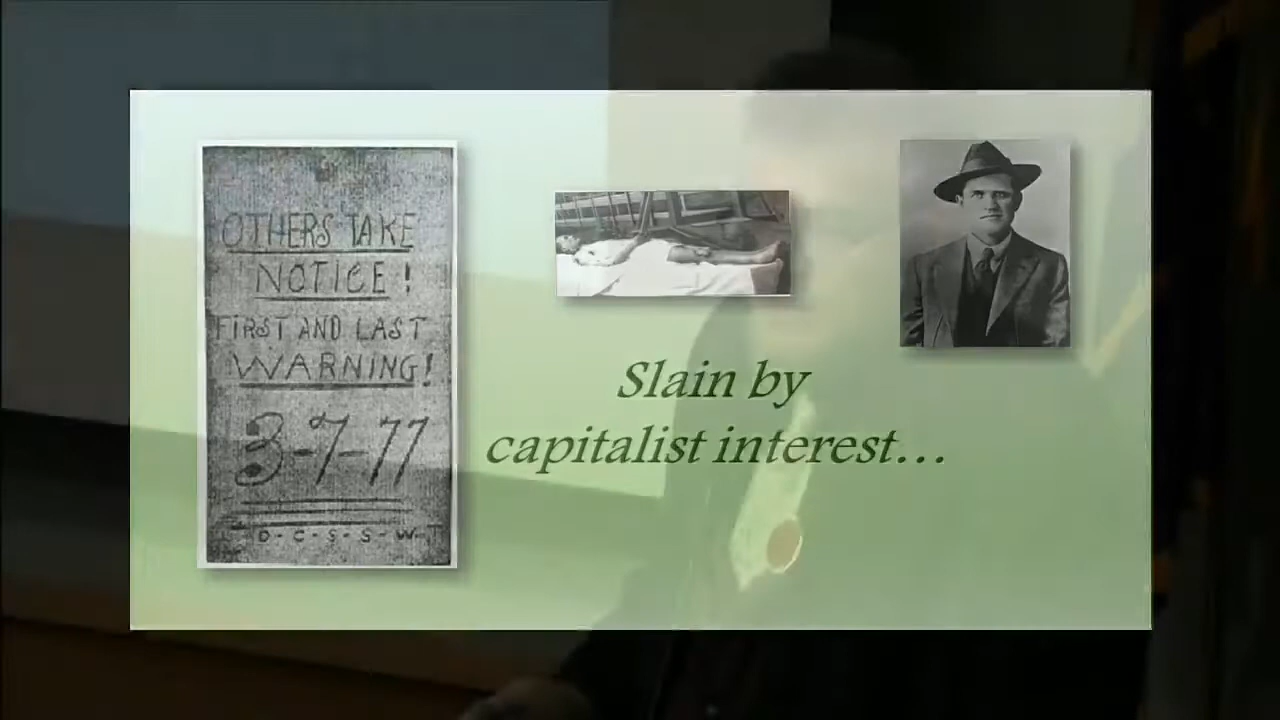 OTHERS TAKE
NOTICE!
FIRST AND LAST
WARNING!
3-7-77
D-C-S-S-W-T
Slain by
capitalist interest...